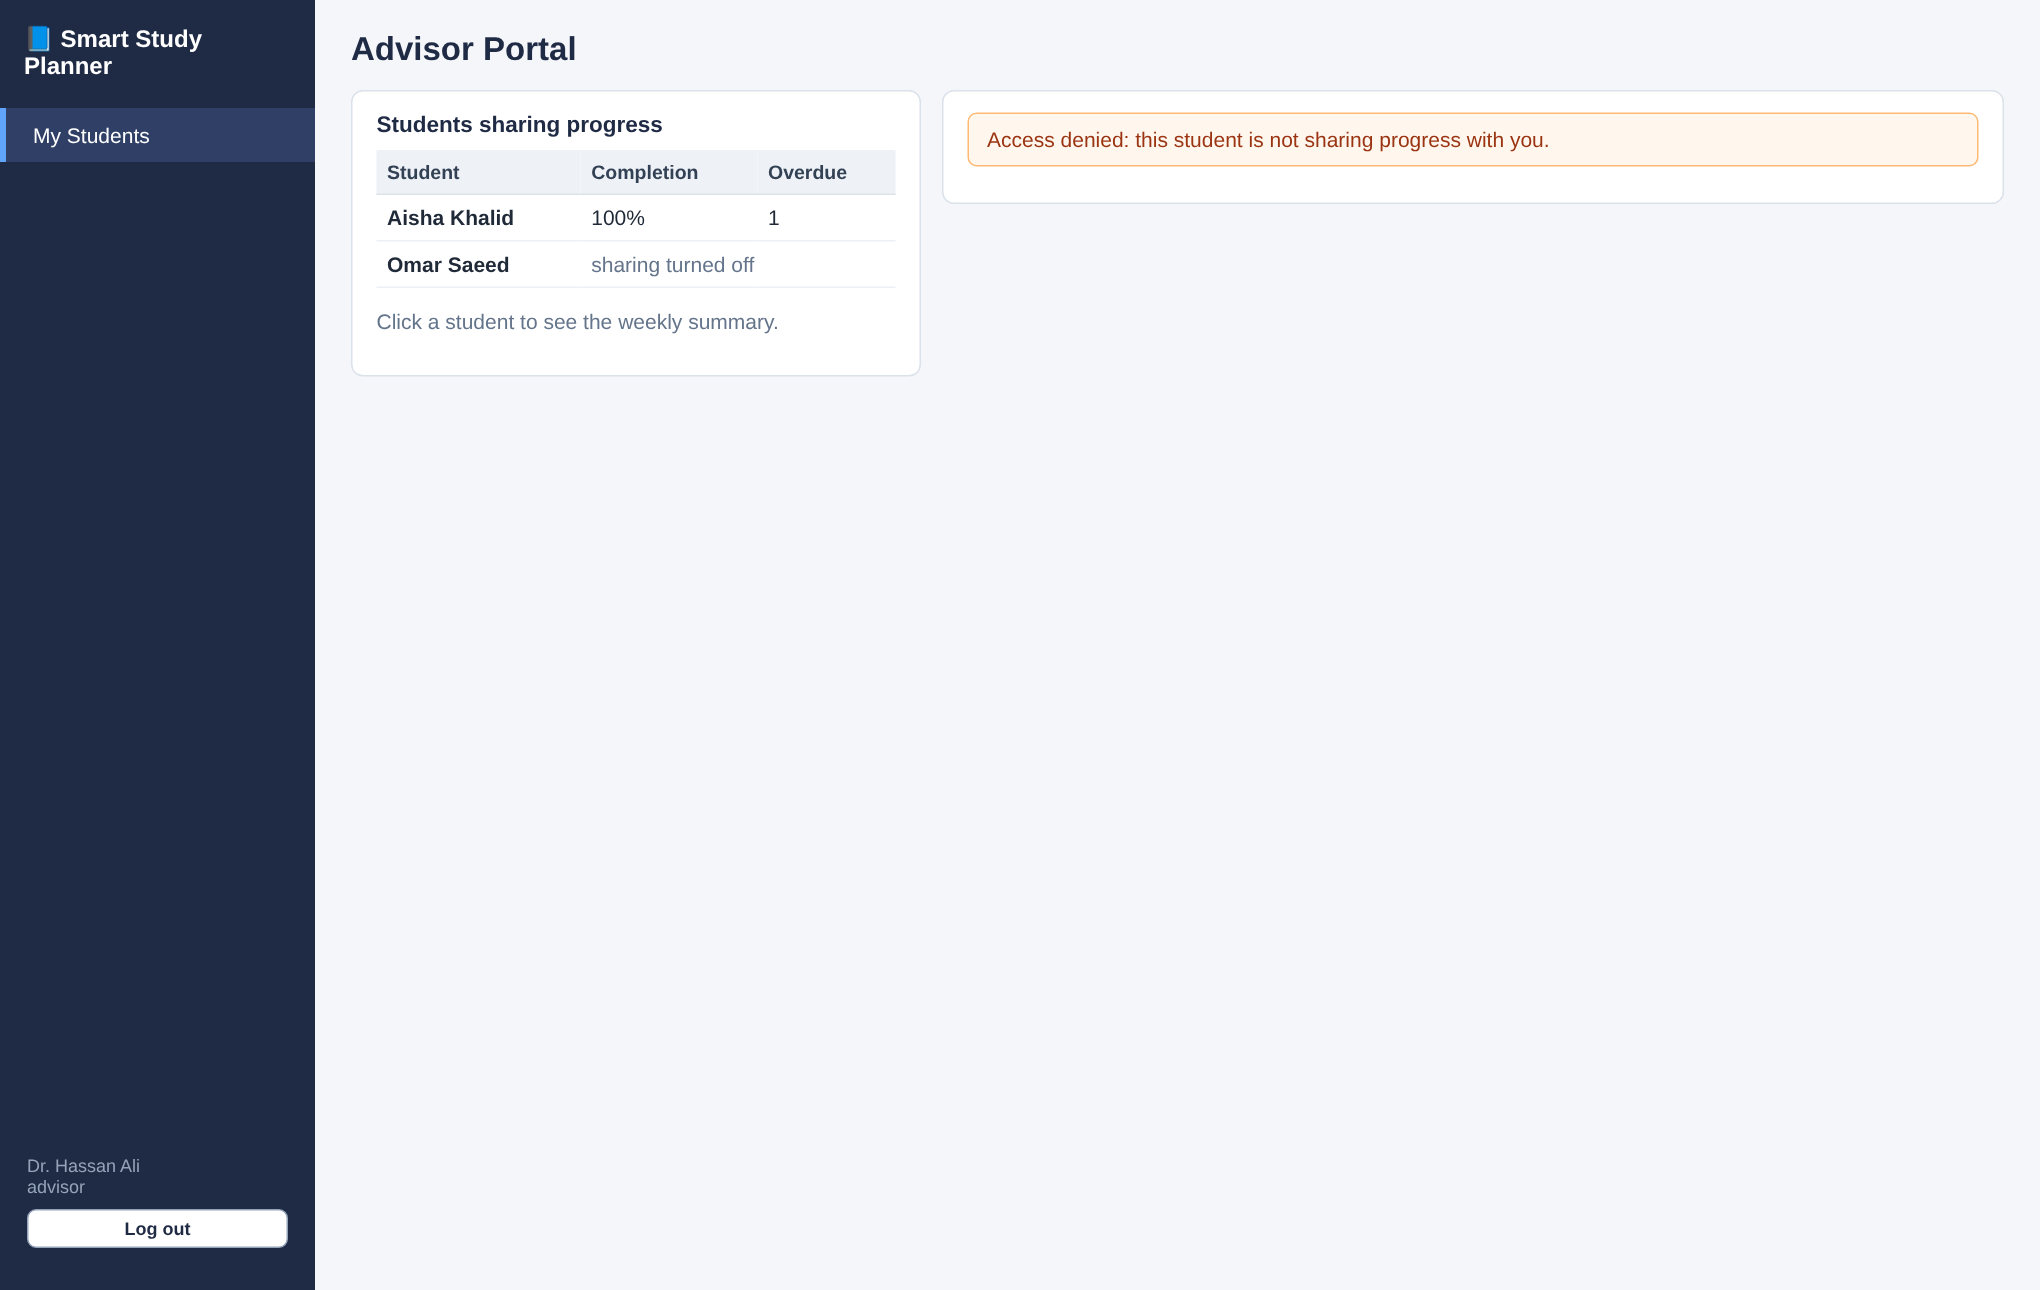 📘 Smart Study
Planner
My Students
Dr. Hassan Ali
advisor
Log out
Advisor Portal
Students sharing progress
Student Completion Overdue
Aisha Khalid 100% 1
Omar Saeed sharing turned off
Click a student to see the weekly summary.
Access denied: this student is not sharing progress with you.